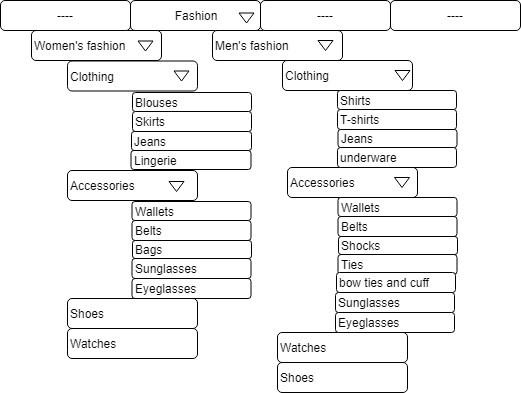 ---- Fashion ---- ----
Women's fashion
Clothing
Blouses
Skirts
Jeans
Lingerie
Accessories
Wallets
Belts
Bags
Sunglasses
Eyeglasses
Shoes
Watches
Men's fashion
Clothing
Shirts
T-shirts
Jeans
underware
Accessories
Wallets
Belts
Shocks
Ties
bow ties and cuff
Sunglasses
Eyeglasses
Watches
Shoes